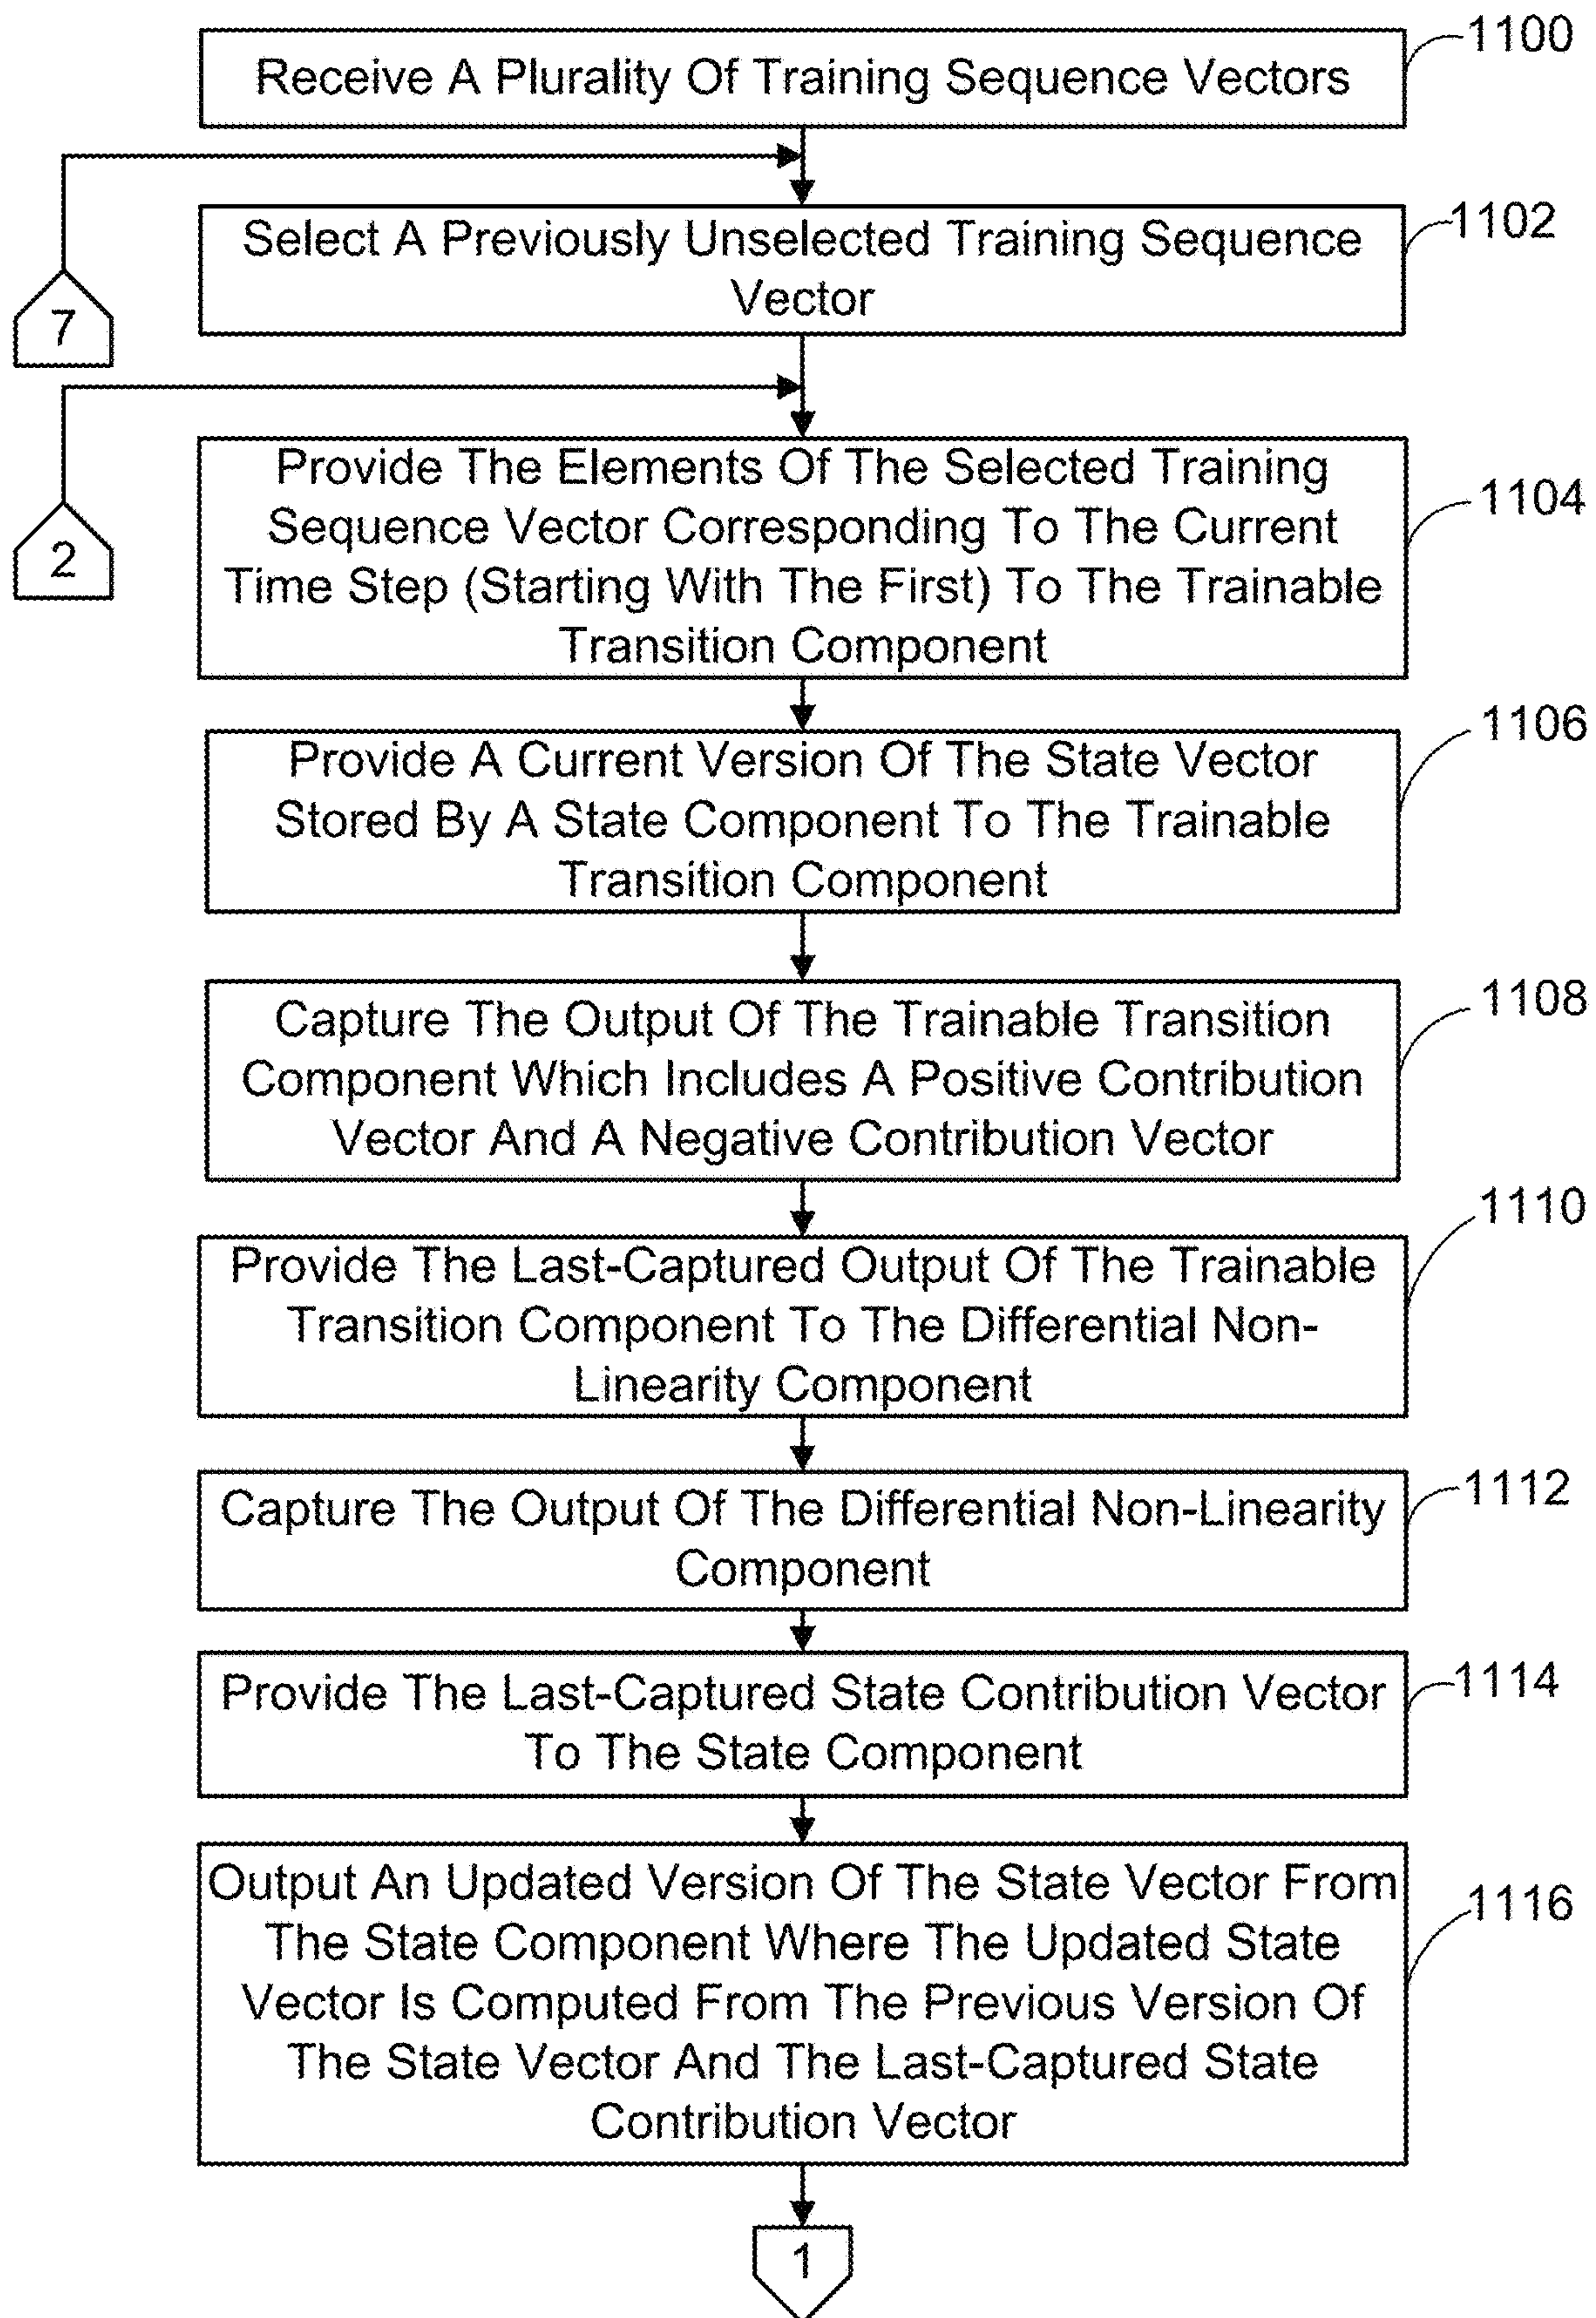 1100
Receive A Plurality Of Training Sequence Vectors
1102
Select A Previously Unselected Training Sequence
Vector
7
Provide The Elements Of The Selected Training
Sequence Vector Corresponding To The Current
Time Step (Starting With The First) To The Trainable
Transition Component
1104
2
1106
Provide A Current Version Of The State Vector
Stored By A State Component To The Trainable
Transition Component
1108
Capture The Output Of The Trainable Transition
Component Which Includes A Positive Contribution
Vector And A Negative Contribution Vector
1110
Provide The Last-Captured Output Of The Trainable
Transition Component To The Differential Non-
Linearity Component
1112
Capture The Output Of The Differential Non-Linearity
Component
1114
Provide The Last-Captured State Contribution Vector
To The State Component
1116
Output An Updated Version Of The State Vector From
The State Component Where The Updated State
Vector Is Computed From The Previous Version Of
The State Vector And The Last-Captured State
Contribution Vector
1